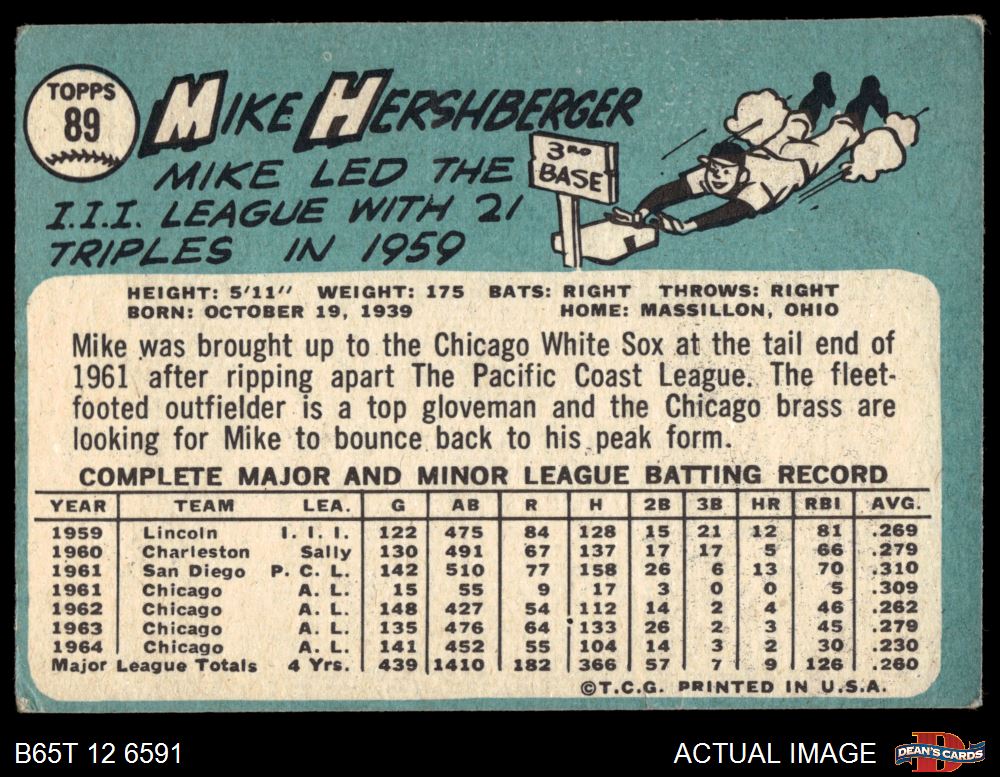 TOPPS
89
MIKE HERSHBERGER
MIKE LED THE
I.I.I. LEAGUE WITH 21
TRIPLES IN 1959
3RD
BASE
HEIGHT: 5'11" WEIGHT: 175 BATS: RIGHT THROWS: RIGHT
BORN: OCTOBER 19, 1939 HOME: MASSILLON, OHIO
Mike was brought up to the Chicago White Sox at the tail end of
1961 after ripping apart The Pacific Coast League. The fleet-
footed outfielder is a top gloveman and the Chicago brass are
looking for Mike to bounce back to his peak form.
COMPLETE MAJOR AND MINOR LEAGUE BATTING RECORD
YEAR TEAM LEA. G AB R H 2B 3B HR RBI AVG.
1959 Lincoln I. I. I. 122 475 84 128 15 21 12 81 .269
1960 Charleston Sally 130 491 67 137 17 17 5 66 .279
1961 San Diego P. C. L. 142 510 77 158 26 6 13 70 .310
1961 Chicago A. L. 15 55 9 17 3 0 0 5 .309
1962 Chicago A. L. 148 427 54 112 14 2 4 46 .262
1963 Chicago A. L. 135 476 64 133 26 2 3 45 .279
1964 Chicago A. L. 141 452 55 104 14 3 2 30 .230
Major League Totals 4 Yrs. 439 1410 182 366 57 7 9 126 .260
©T.C.G. PRINTED IN U.S.A.
B65T 12 6591 ACTUAL IMAGE D DEAN'S CARDS